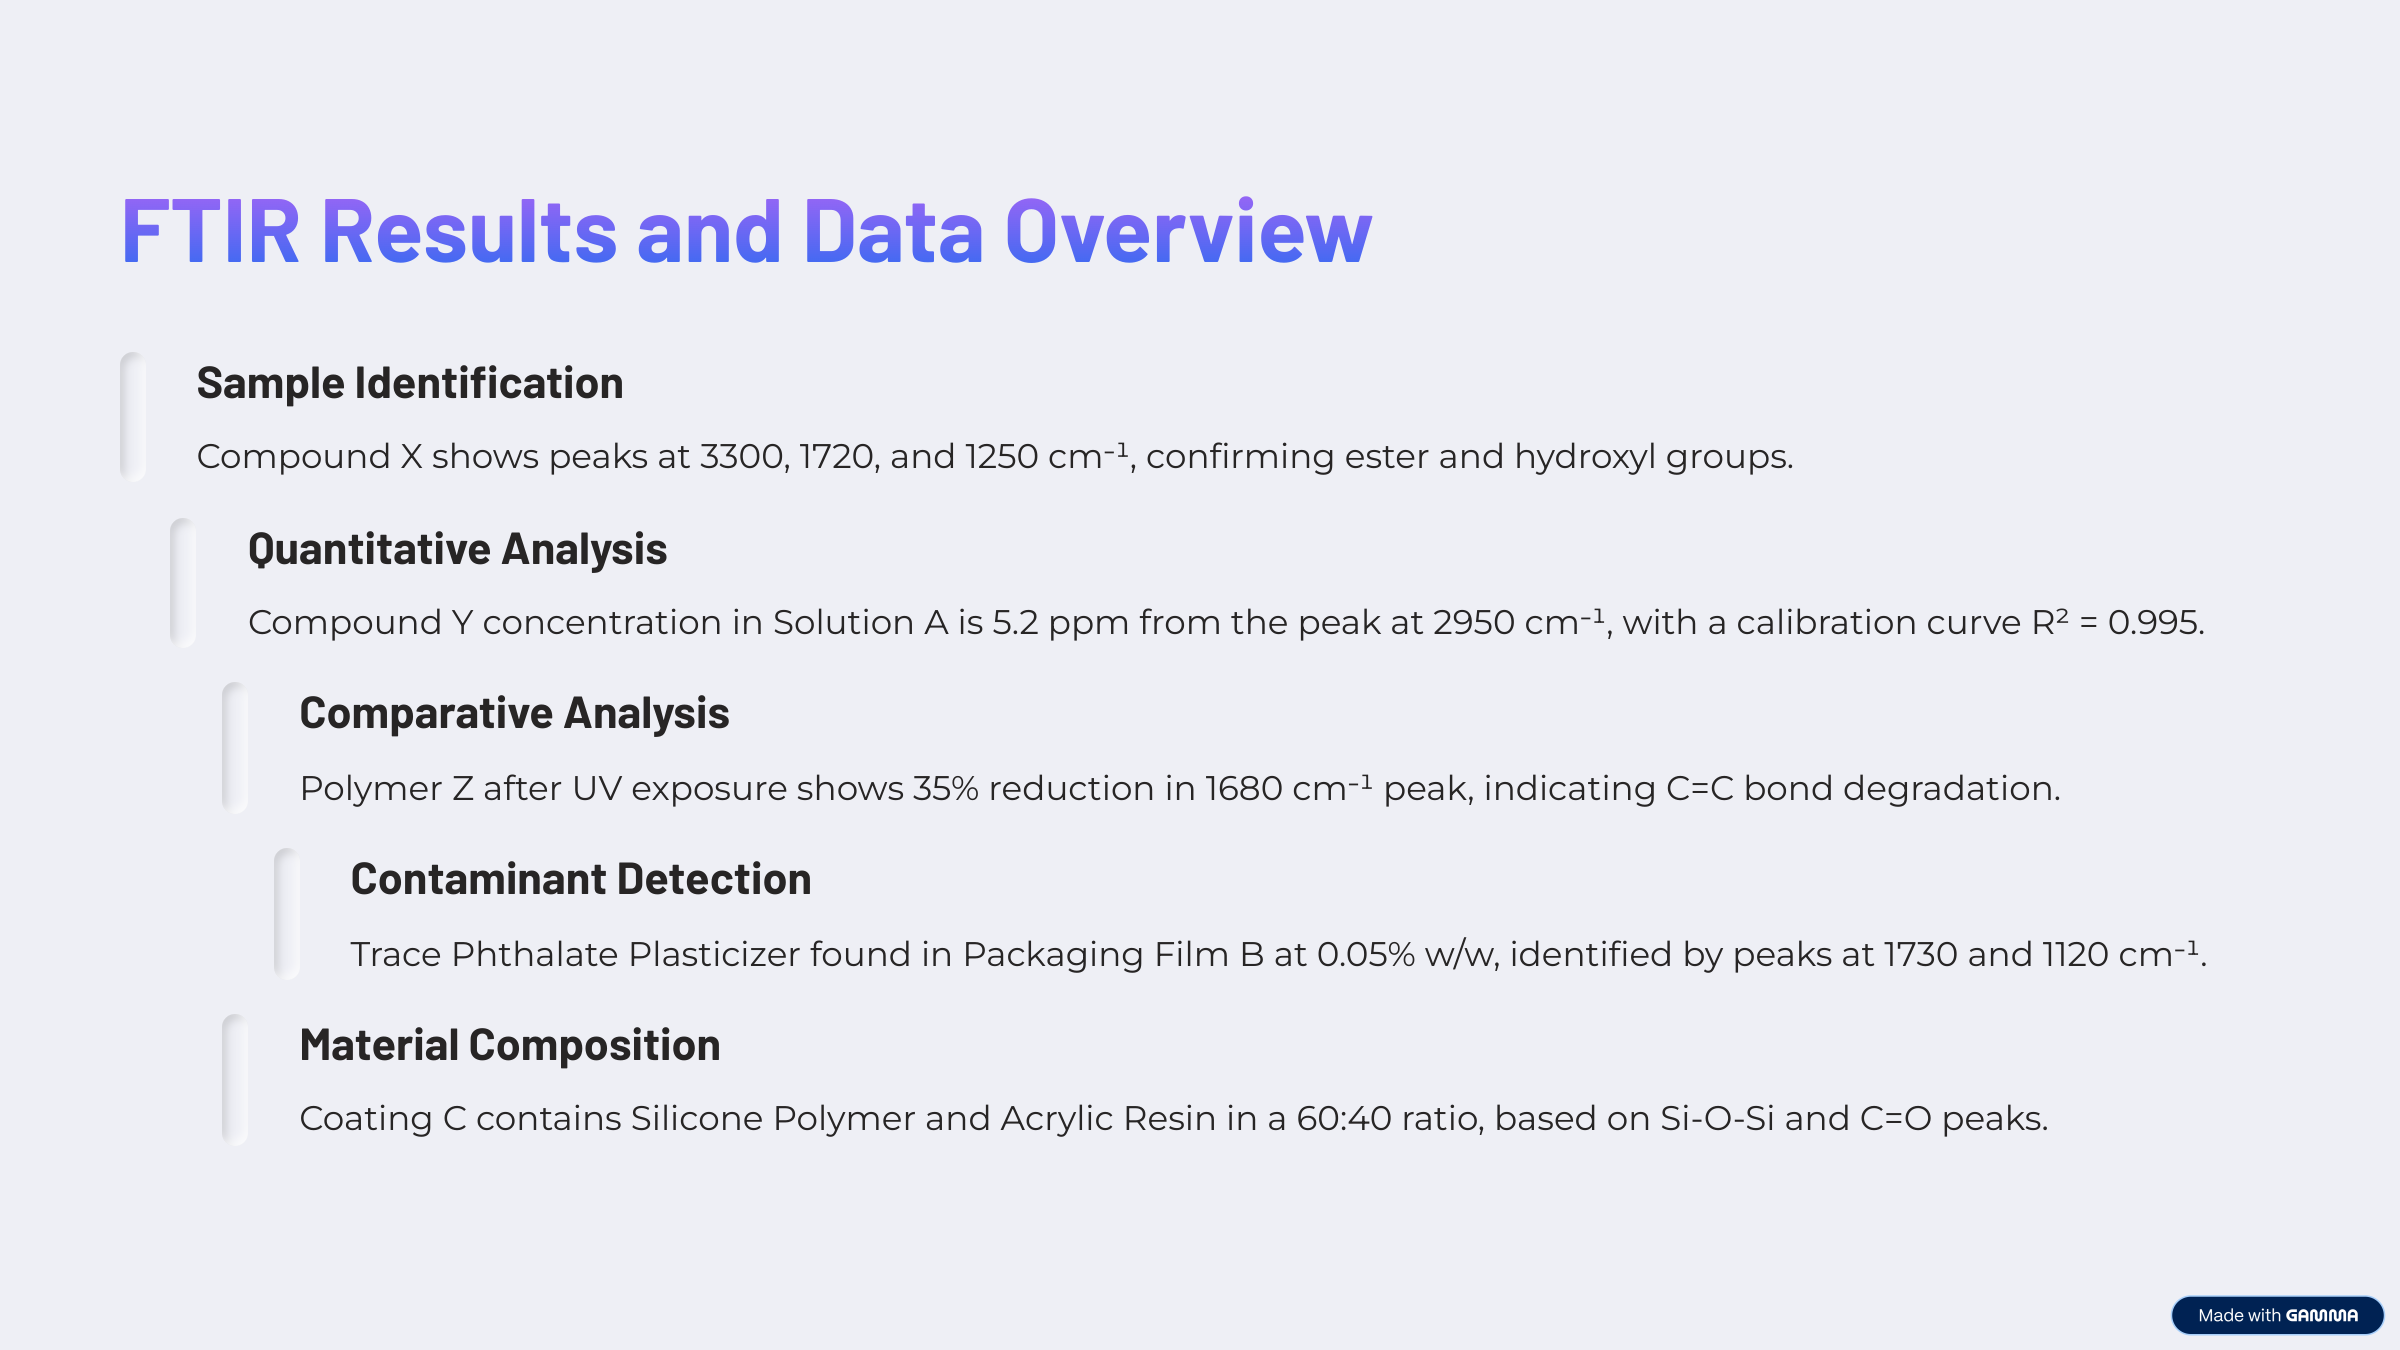 FTIR Results and Data Overview
Sample Identification
Compound X shows peaks at 3300, 1720, and 1250 cm⁻¹, confirming ester and hydroxyl groups.
Quantitative Analysis
Compound Y concentration in Solution A is 5.2 ppm from the peak at 2950 cm⁻¹, with a calibration curve R² = 0.995.
Comparative Analysis
Polymer Z after UV exposure shows 35% reduction in 1680 cm⁻¹ peak, indicating C=C bond degradation.
Contaminant Detection
Trace Phthalate Plasticizer found in Packaging Film B at 0.05% w/w, identified by peaks at 1730 and 1120 cm⁻¹.
Material Composition
Coating C contains Silicone Polymer and Acrylic Resin in a 60:40 ratio, based on Si-O-Si and C=O peaks.
Made with GAMMA